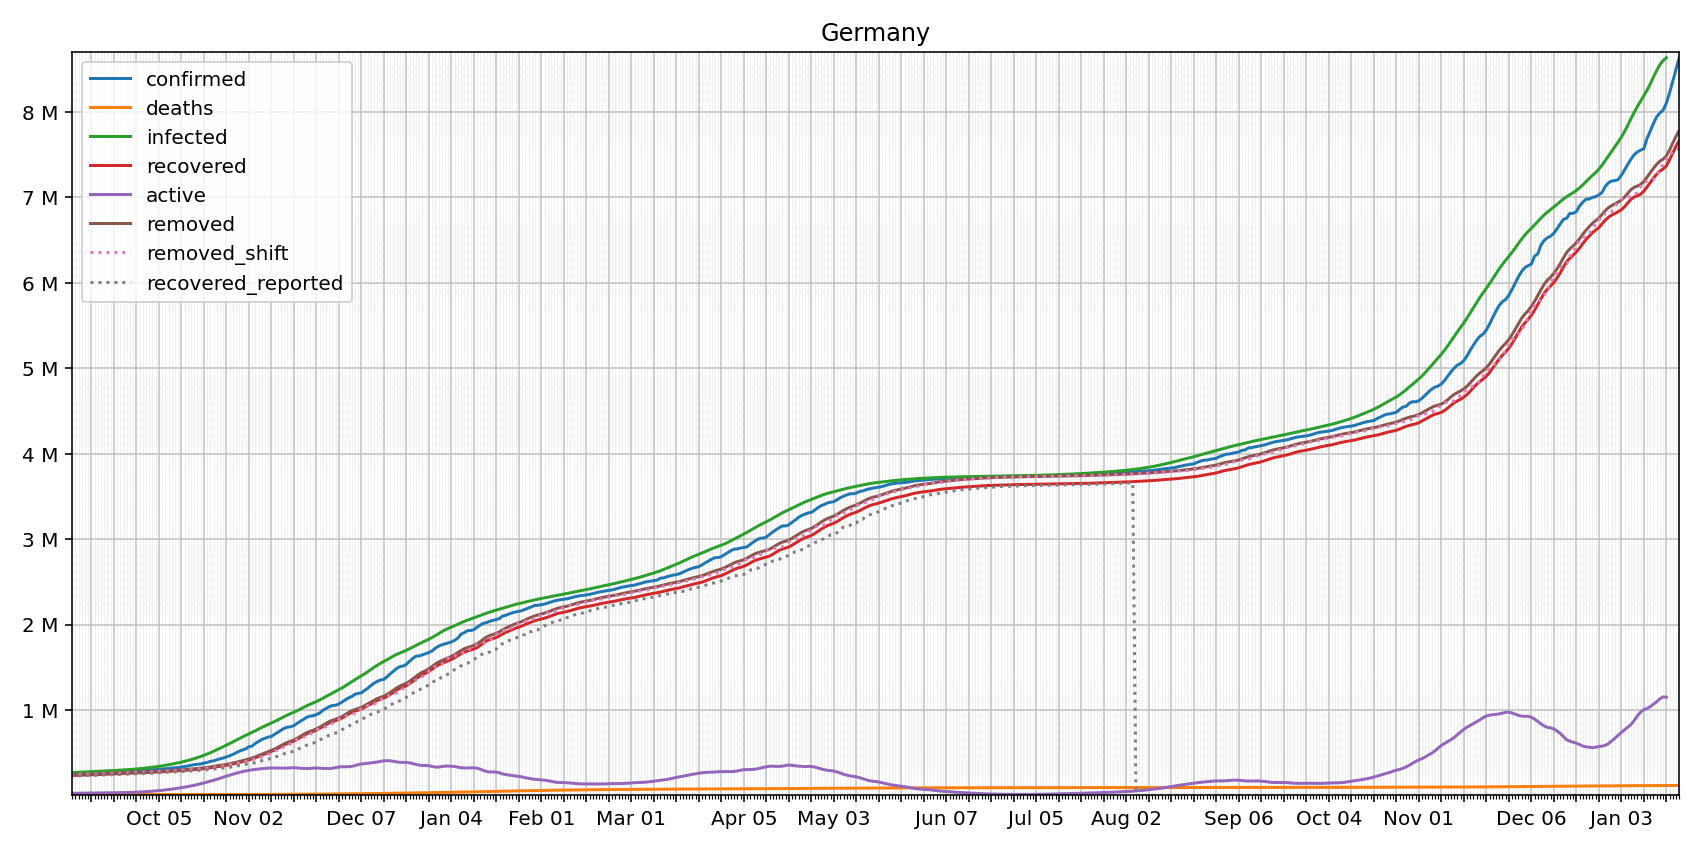 Germany
confirmed
deaths
infected
recovered
active
removed
removed_shift
recovered_reported
8 M
7 M
6 M
5 M
4 M
3 M
2 M
1 M
Oct 05 Nov 02 Dec 07 Jan 04 Feb 01 Mar 01 Apr 05 May 03 Jun 07 Jul 05 Aug 02 Sep 06 Oct 04 Nov 01 Dec 06 Jan 03